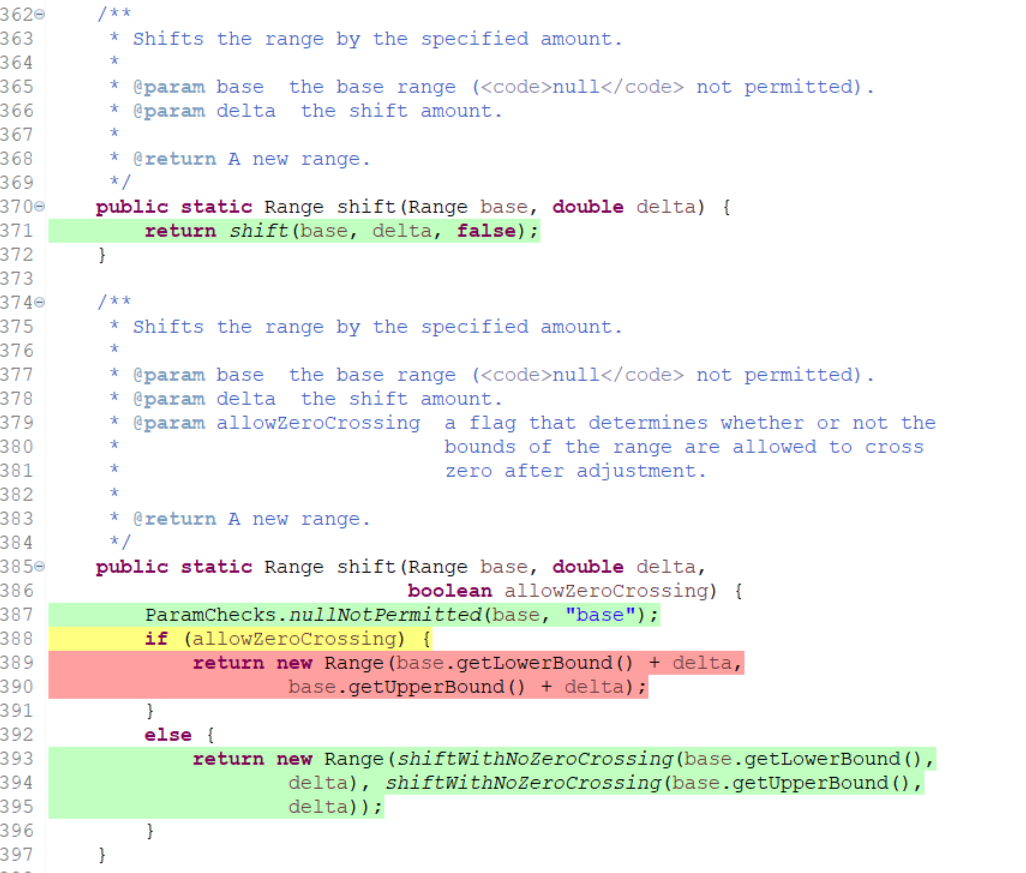 362 /**
363  * Shifts the range by the specified amount.
364  *
365  * @param base  the base range (<code>null</code> not permitted).
366  * @param delta  the shift amount.
367  *
368  * @return A new range.
369  */
370 public static Range shift(Range base, double delta) {
371     return shift(base, delta, false);
372 }
373
374 /**
375  * Shifts the range by the specified amount.
376  *
377  * @param base  the base range (<code>null</code> not permitted).
378  * @param delta  the shift amount.
379  * @param allowZeroCrossing  a flag that determines whether or not the
380  *                           bounds of the range are allowed to cross
381  *                           zero after adjustment.
382  *
383  * @return A new range.
384  */
385 public static Range shift(Range base, double delta,
386                           boolean allowZeroCrossing) {
387     ParamChecks.nullNotPermitted(base, "base");
388     if (allowZeroCrossing) {
389         return new Range(base.getLowerBound() + delta,
390                 base.getUpperBound() + delta);
391     }
392     else {
393         return new Range(shiftWithNoZeroCrossing(base.getLowerBound(),
394                 delta), shiftWithNoZeroCrossing(base.getUpperBound(),
395                 delta));
396     }
397 }